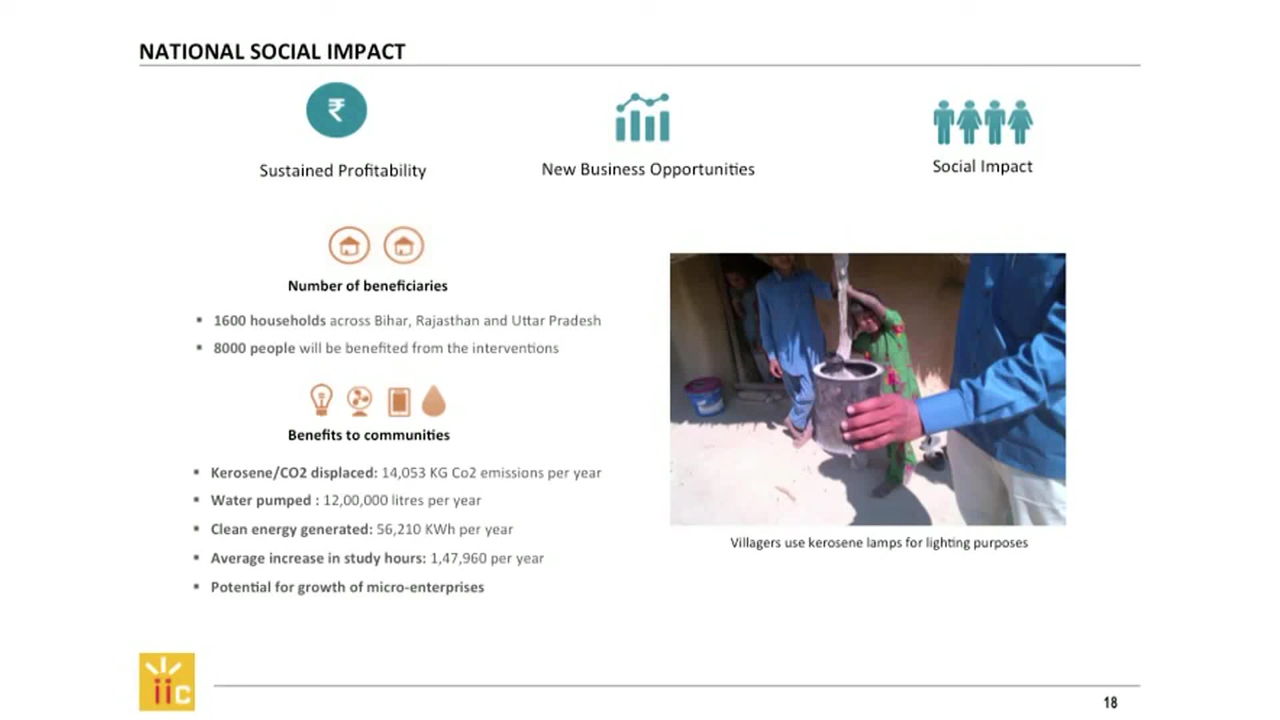 NATIONAL SOCIAL IMPACT
₹
Sustained Profitability
New Business Opportunities
Social Impact
Number of beneficiaries
▪ 1600 households across Bihar, Rajasthan and Uttar Pradesh
▪ 8000 people will be benefited from the interventions
Benefits to communities
▪ Kerosene/CO2 displaced: 14,053 KG Co2 emissions per year
▪ Water pumped : 12,00,000 litres per year
▪ Clean energy generated: 56,210 KWh per year
▪ Average increase in study hours: 1,47,960 per year
▪ Potential for growth of micro-enterprises
Villagers use kerosene lamps for lighting purposes
iic
18